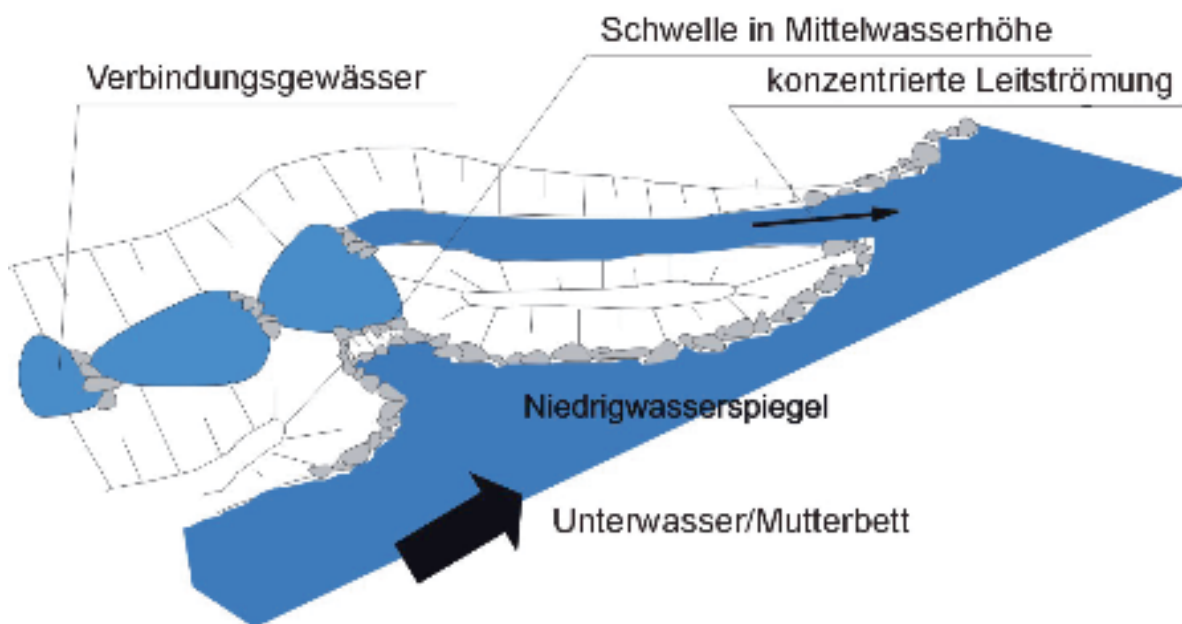 Schwelle in Mittelwasserhöhe
Verbindungsgewässer
konzentrierte Leitströmung
Niedrigwasserspiegel
Unterwasser/Mutterbett